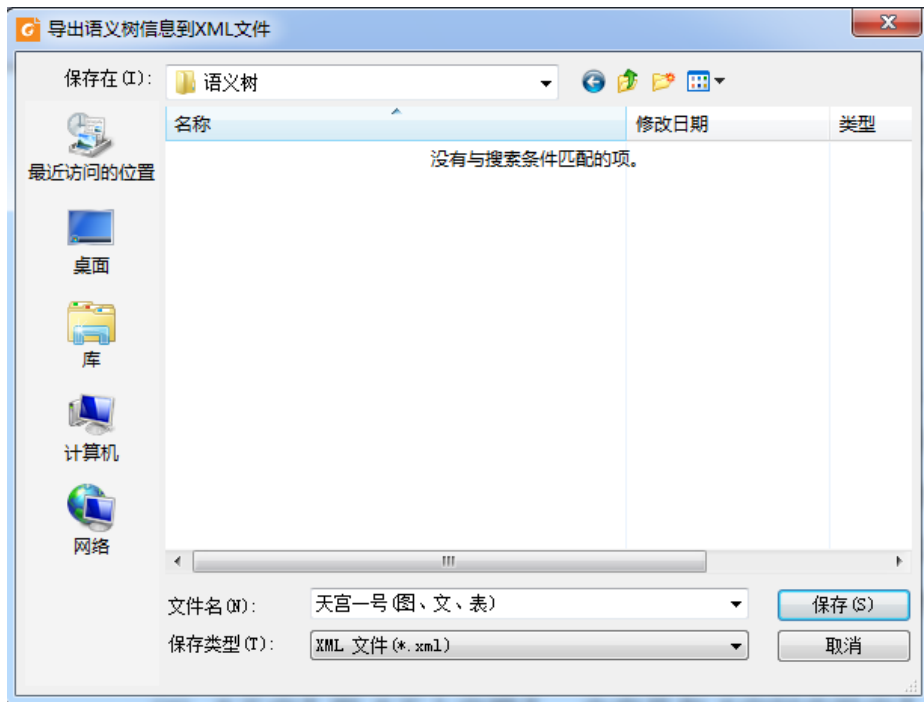 导出语义树信息到XML文件
保存在(I):
语义树
名称
修改日期
类型
没有与搜索条件匹配的项。
最近访问的位置
桌面
库
计算机
网络
文件名(N):
天宫一号(图、文、表)
保存(S)
保存类型(T):
XML 文件(*.xml)
取消